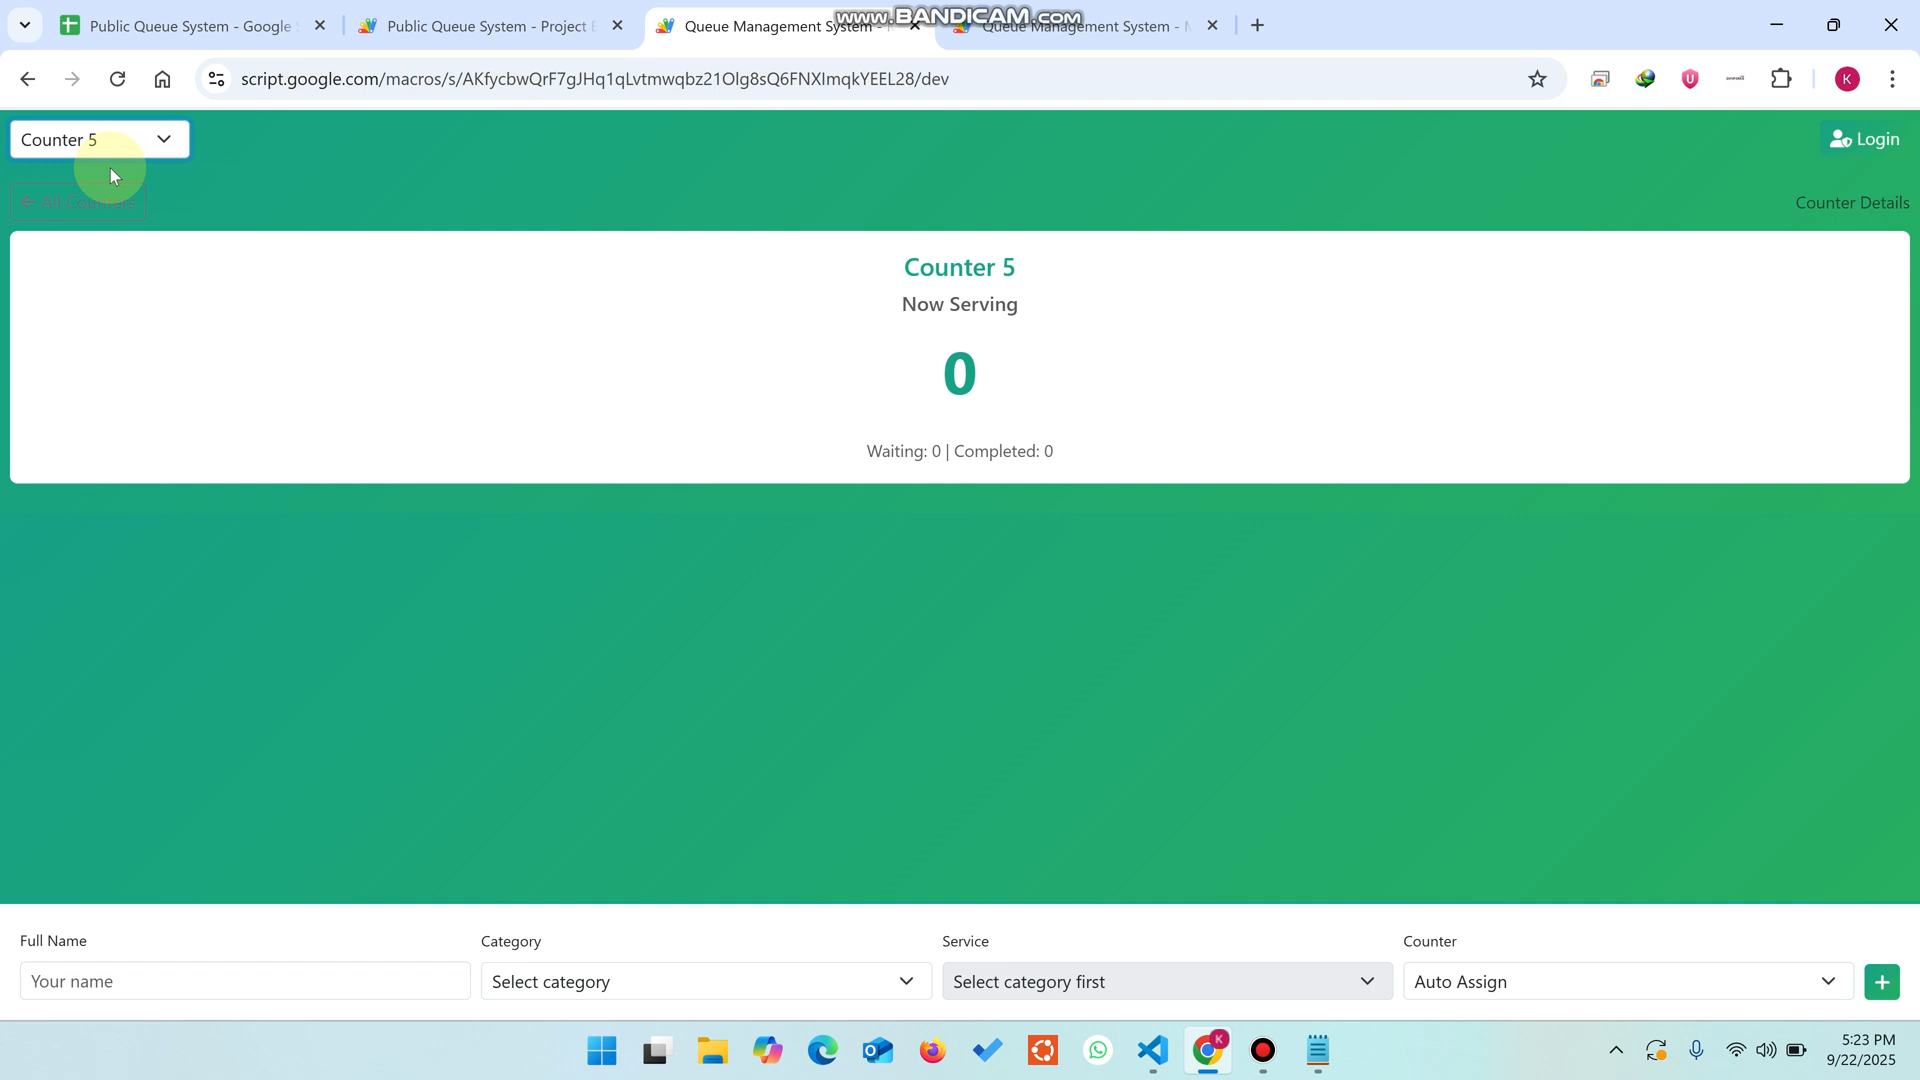 Public Queue System - Google
Public Queue System - Project
Queue Management System -
Queue Management System -
www.BANDICAM.com
script.google.com/macros/s/AKfycbwQrF7gJHq1qLvtmwqbz21Olg8sQ6FNXImqkYEEL28/dev
K
Counter 5
Login
All Counters
Counter Details
Counter 5
Now Serving
0
Waiting: 0 | Completed: 0
Full Name
Category
Service
Counter
Your name
Select category
Select category first
Auto Assign
+
K
5:23 PM
9/22/2025